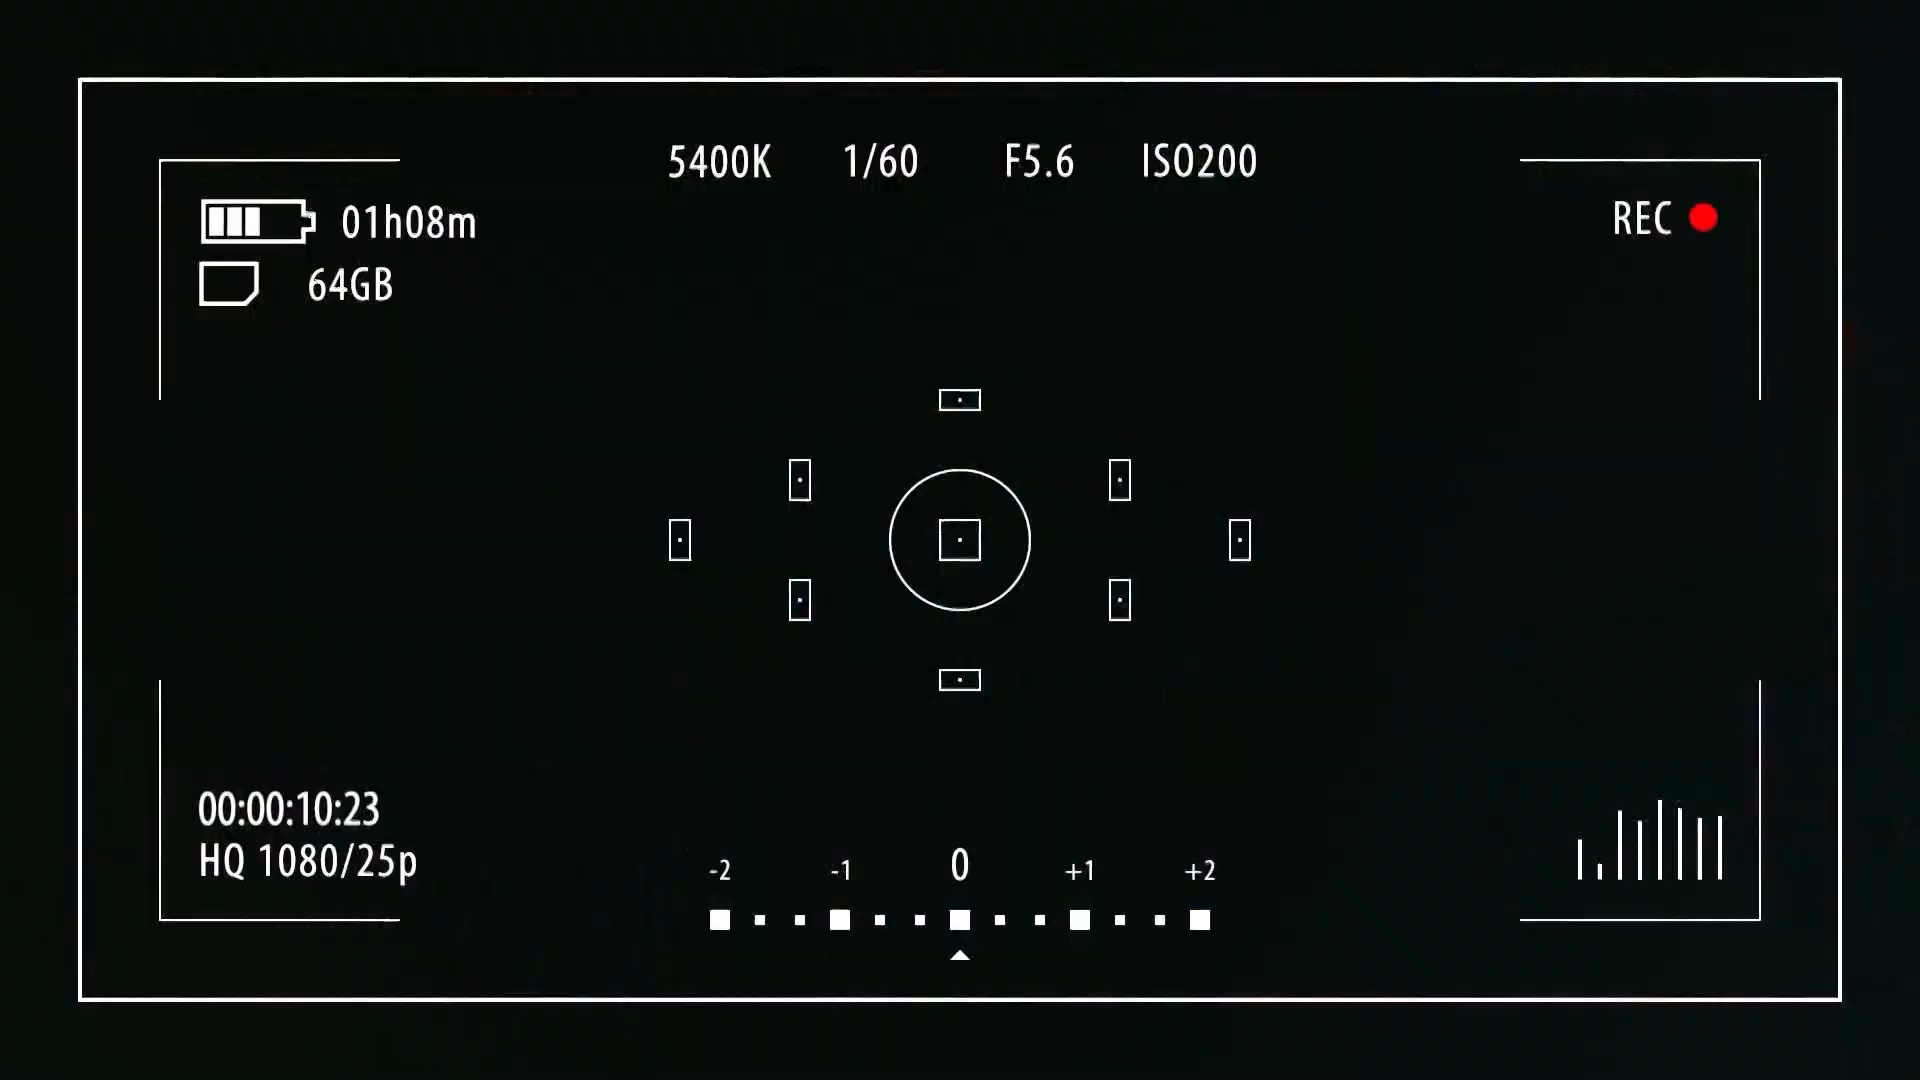 5400K 1/60 F5.6 ISO200
01h08m
REC
64GB
00:00:10:23
HQ 1080/25p
-2 -1 0 +1 +2